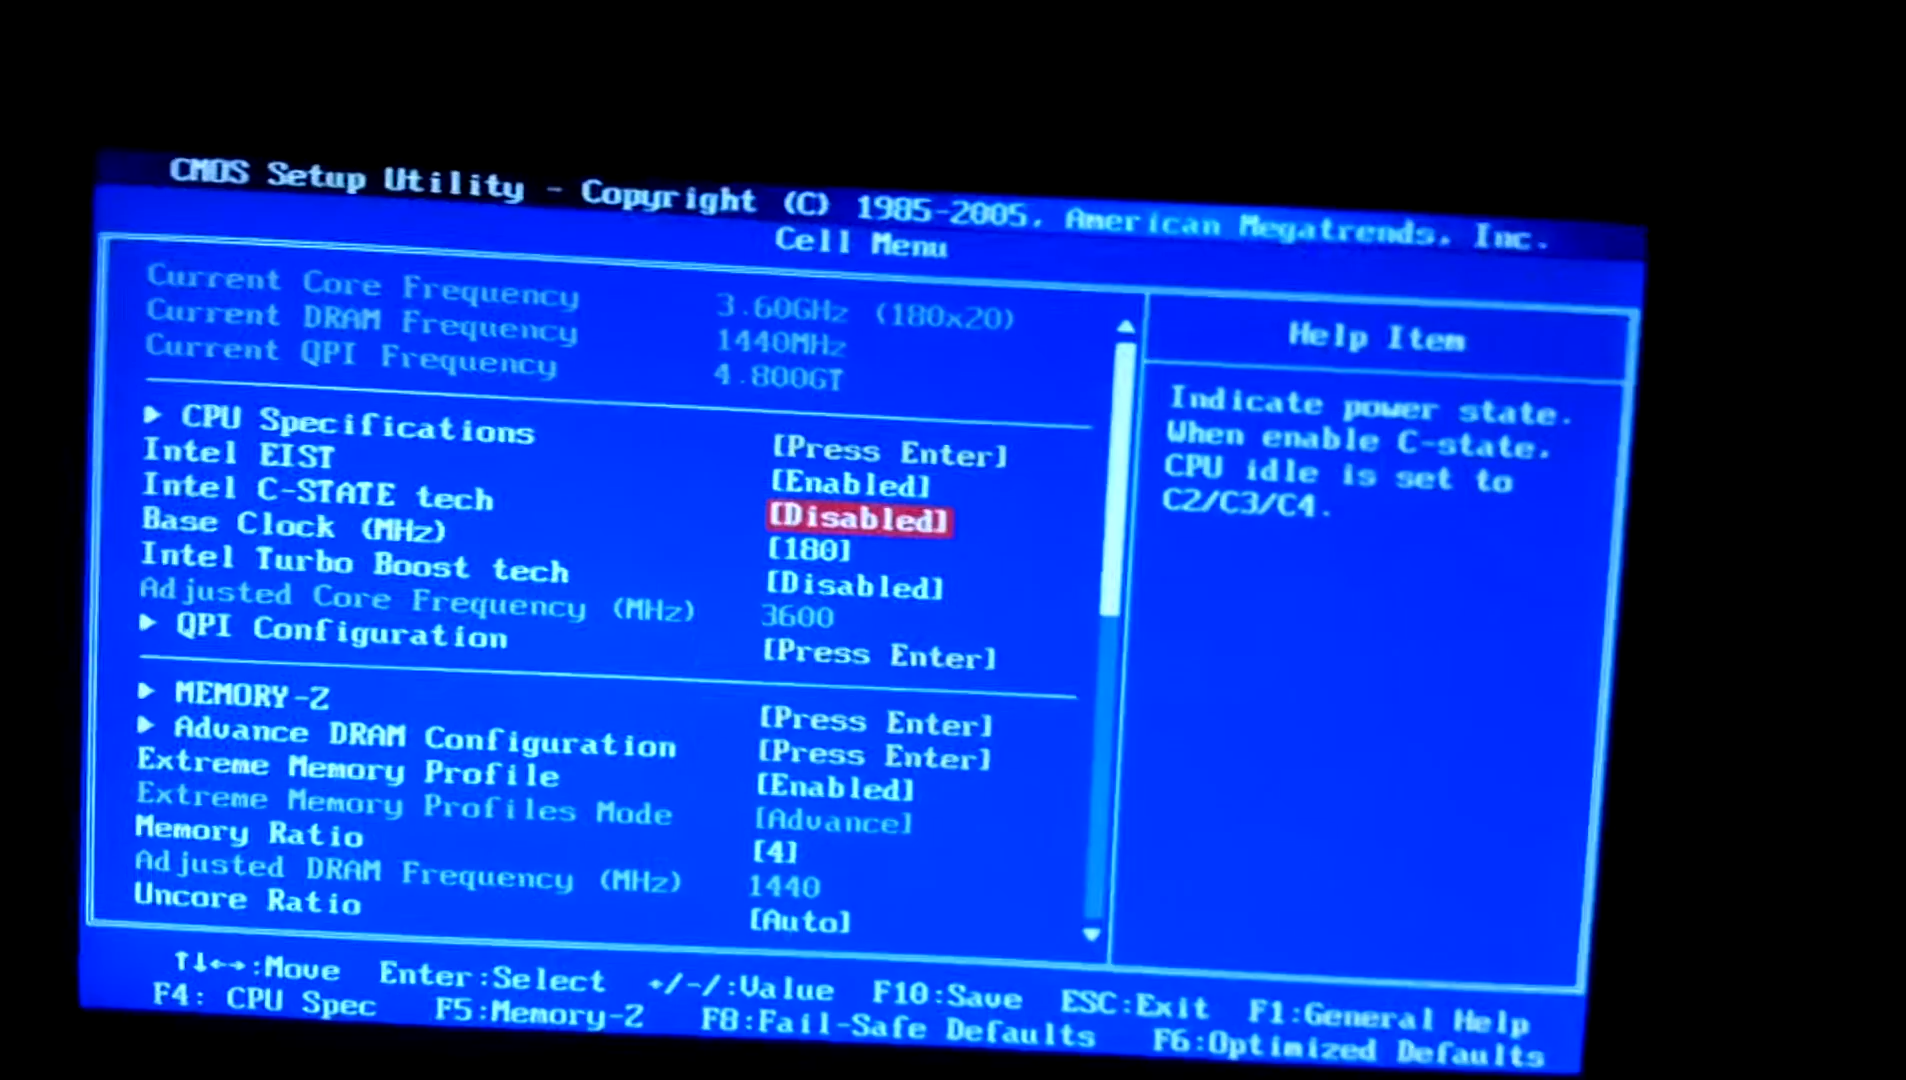 CMOS Setup Utility - Copyright (C) 1985-2005, American Megatrends, Inc.
Cell Menu
Current Core Frequency 3.60GHz (180x20)
Current DRAM Frequency 1440MHz
Current QPI Frequency 4.800GT
Help Item
▶ CPU Specifications [Press Enter]
Intel EIST [Enabled]
Intel C-STATE tech [Disabled]
Base Clock (MHz) [180]
Intel Turbo Boost tech [Disabled]
Adjusted Core Frequency (MHz) 3600
▶ QPI Configuration [Press Enter]
▶ MEMORY-Z [Press Enter]
▶ Advance DRAM Configuration [Press Enter]
Extreme Memory Profile [Enabled]
Extreme Memory Profiles Mode [Advance]
Memory Ratio [4]
Adjusted DRAM Frequency (MHz) 1440
Uncore Ratio [Auto]
Indicate power state.
When enable C-state,
CPU idle is set to
C2/C3/C4.
↑↓←→:Move Enter:Select +/-/:Value F10:Save ESC:Exit F1:General Help
F4: CPU Spec F5:Memory-Z F8:Fail-Safe Defaults F6:Optimized Defaults